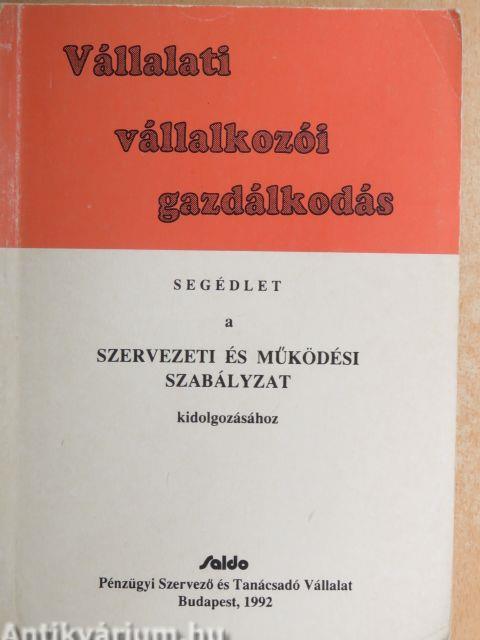 Vállalati
vállalkozói
gazdálkodás
SEGÉDLET
a
SZERVEZETI ÉS MŰKÖDÉSI
SZABÁLYZAT
kidolgozásához
Saldo
Pénzügyi Szervező és Tanácsadó Vállalat
Budapest, 1992
Antikvárium.hu